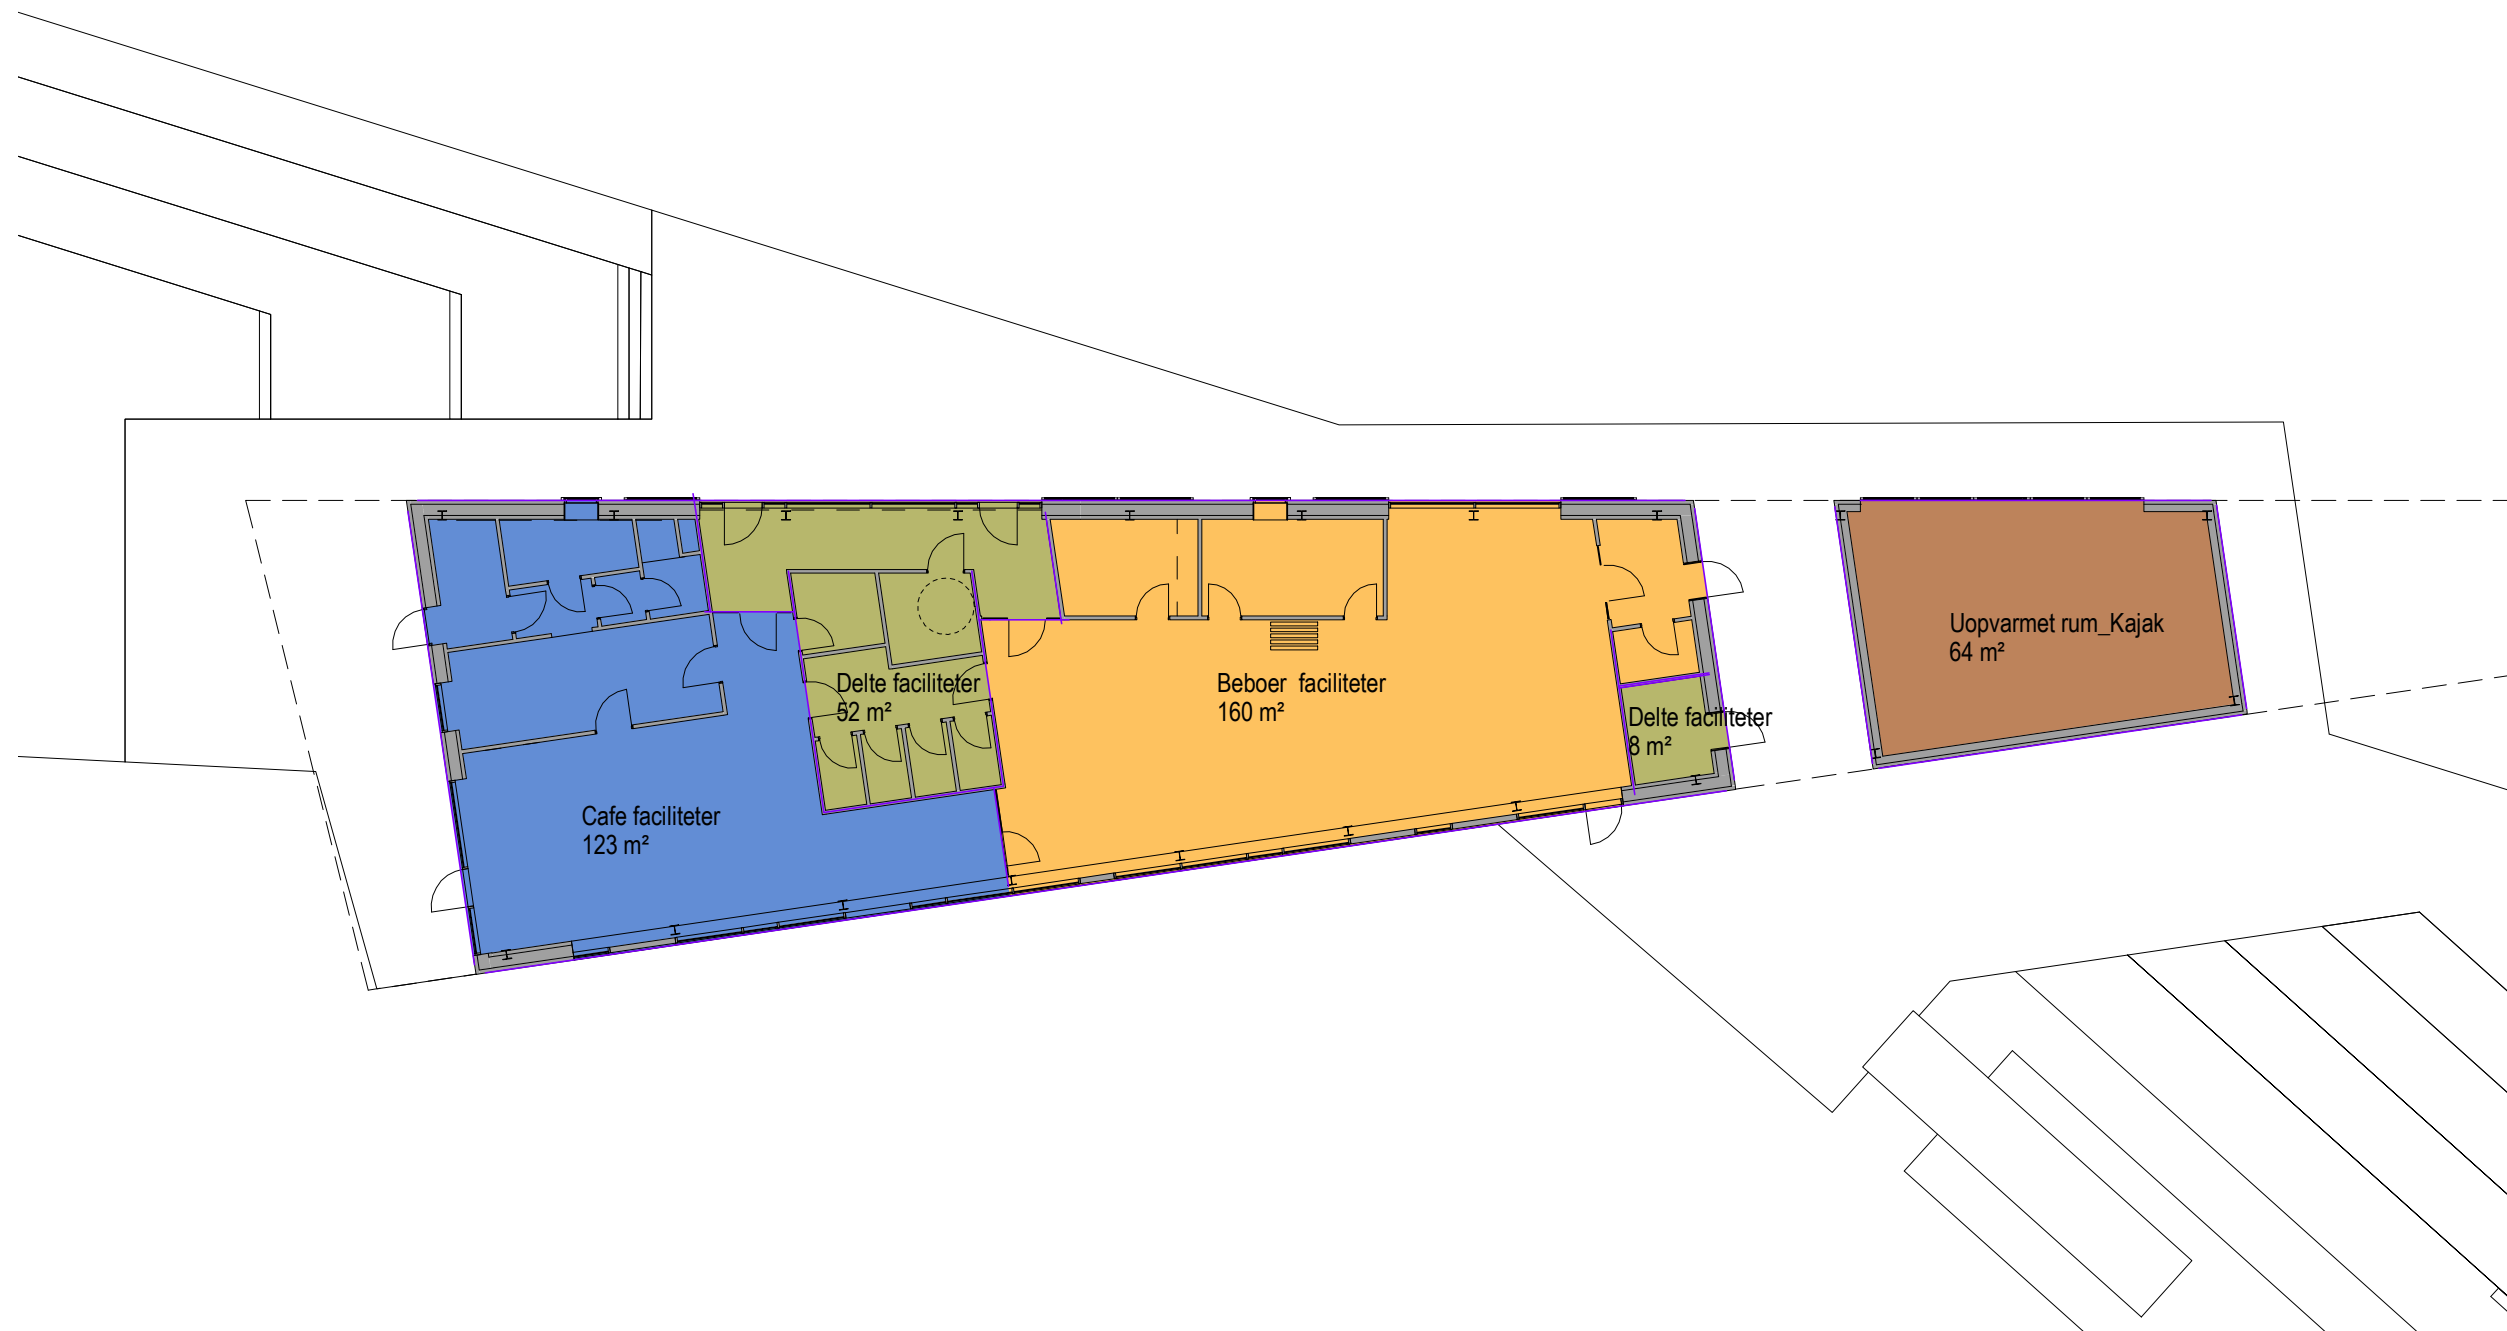 Cafe faciliteter
123 m²
Delte faciliteter
52 m²
Beboer faciliteter
160 m²
Delte faciliteter
8 m²
Uopvarmet rum_Kajak
64 m²